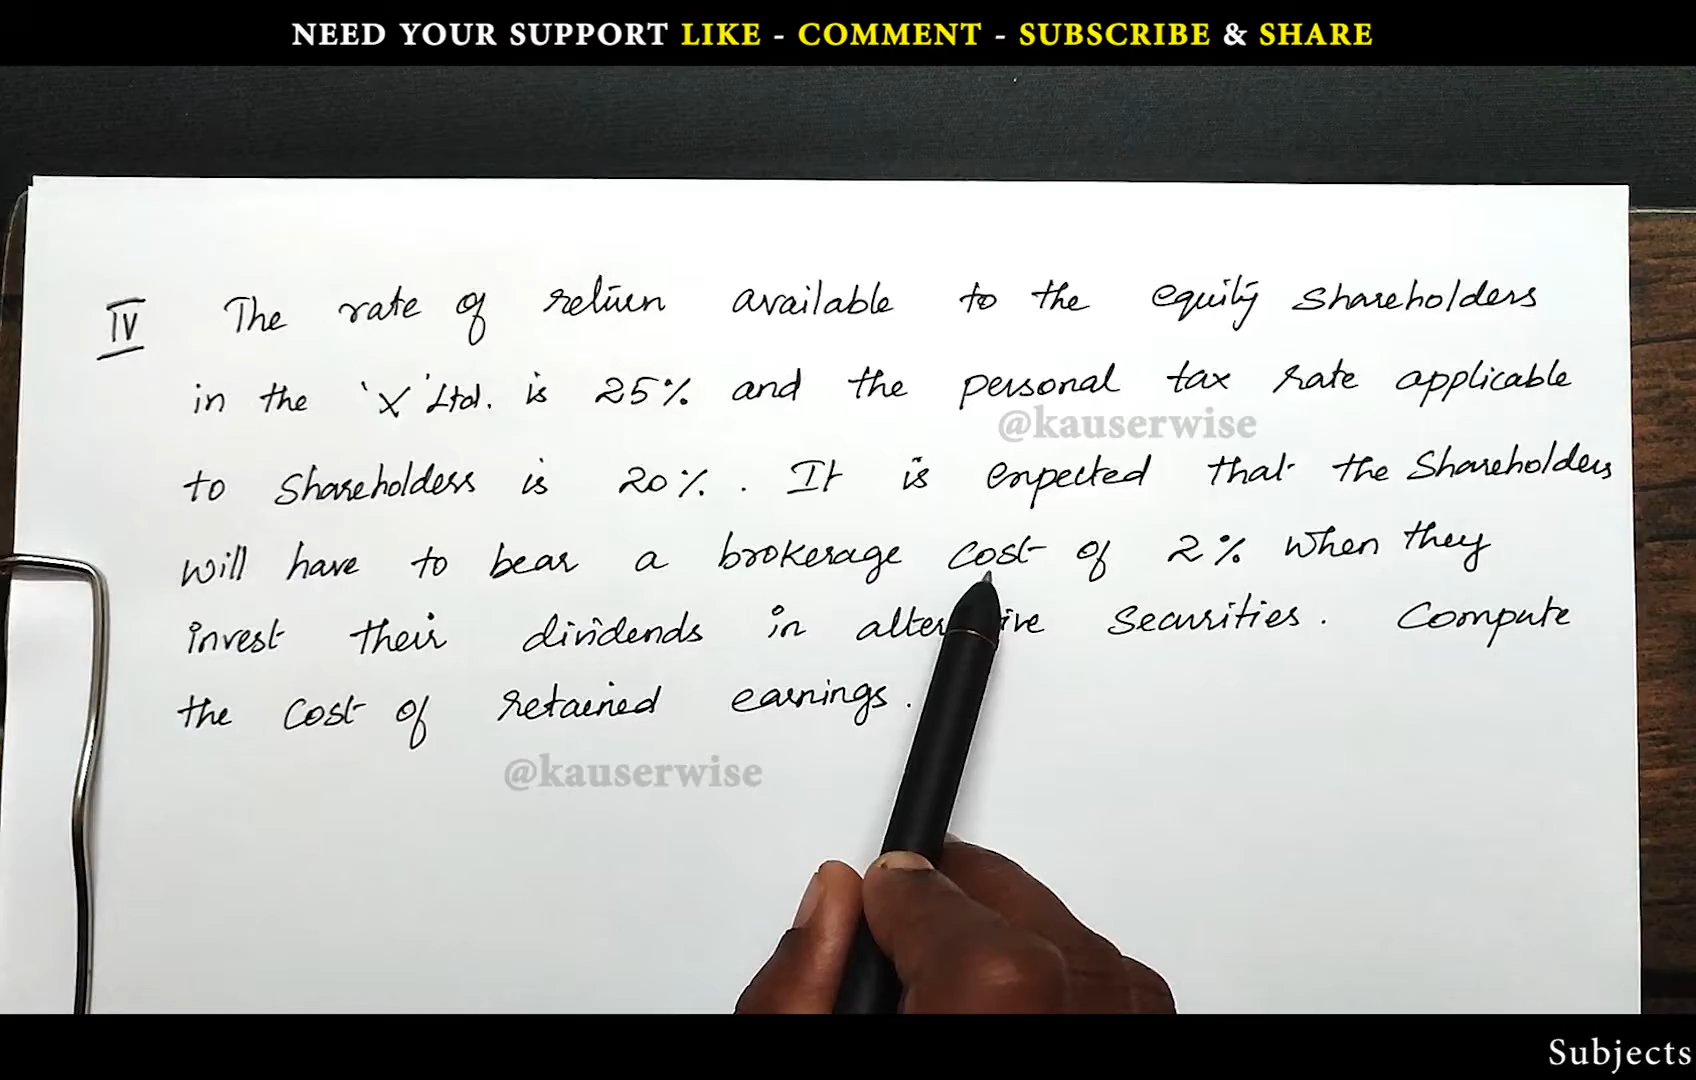 NEED YOUR SUPPORT LIKE - COMMENT - SUBSCRIBE & SHARE
IV The rate of return available to the equity shareholders
in the 'X' Ltd. is 25% and the personal tax rate applicable
@kauserwise
to shareholders is 20%. It is expected that the shareholders
will have to bear a brokerage cost of 2% when they
invest their dividends in securities. Compute
the cost of retained earnings.
@kauserwise
Subjects